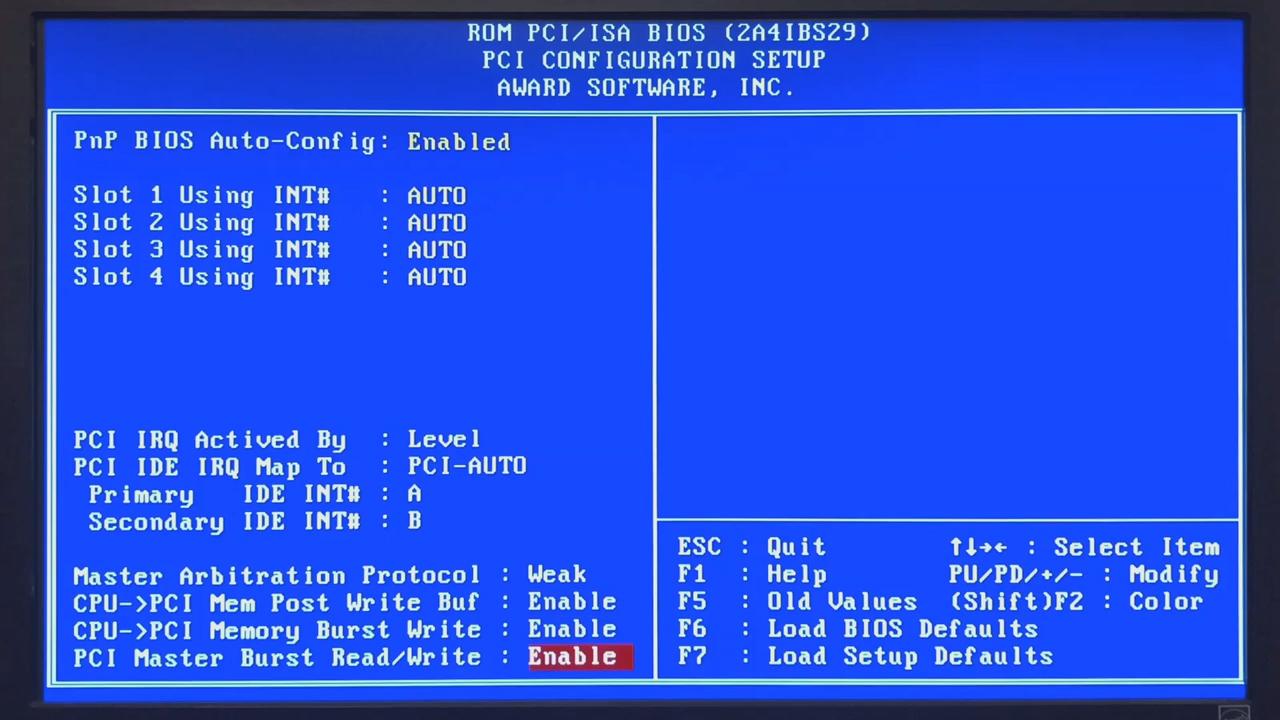 ROM PCI/ISA BIOS (2A4IBS29)
PCI CONFIGURATION SETUP
AWARD SOFTWARE, INC.
PnP BIOS Auto-Config: Enabled
Slot 1 Using INT# : AUTO
Slot 2 Using INT# : AUTO
Slot 3 Using INT# : AUTO
Slot 4 Using INT# : AUTO
PCI IRQ Actived By : Level
PCI IDE IRQ Map To : PCI-AUTO
Primary IDE INT# : A
Secondary IDE INT# : B
Master Arbitration Protocol : Weak
CPU->PCI Mem Post Write Buf : Enable
CPU->PCI Memory Burst Write : Enable
PCI Master Burst Read/Write : Enable
ESC : Quit ↑↓→← : Select Item
F1 : Help PU/PD/+/- : Modify
F5 : Old Values (Shift)F2 : Color
F6 : Load BIOS Defaults
F7 : Load Setup Defaults